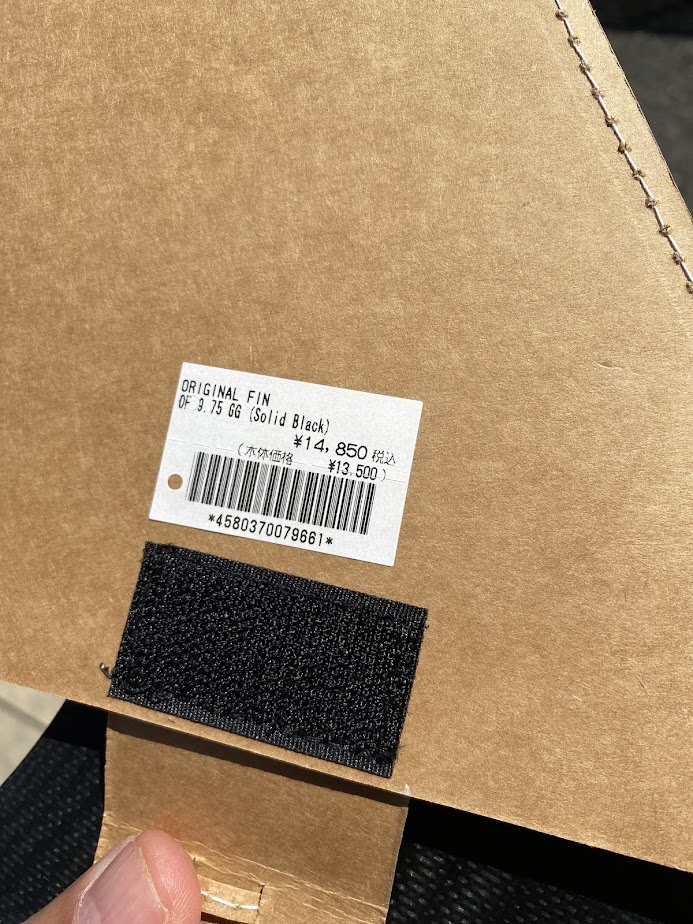 ORIGINAL FIN
OF 9.75 GG (Solid Black)
¥14,850 税込
(本体価格 ¥13,500)
*4580370079661*